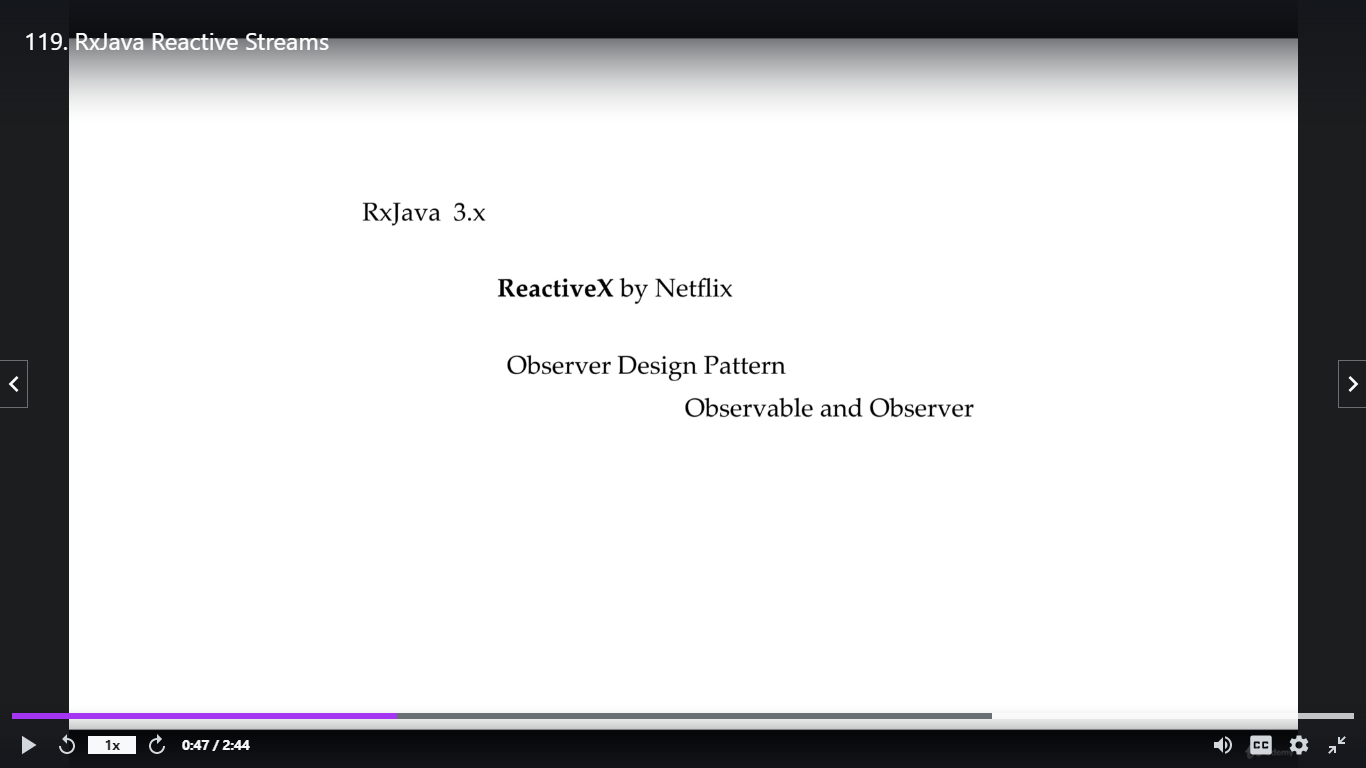 119. RxJava Reactive Streams
RxJava 3.x
ReactiveX by Netflix
Observer Design Pattern
Observable and Observer
1x
0:47 / 2:44
CC